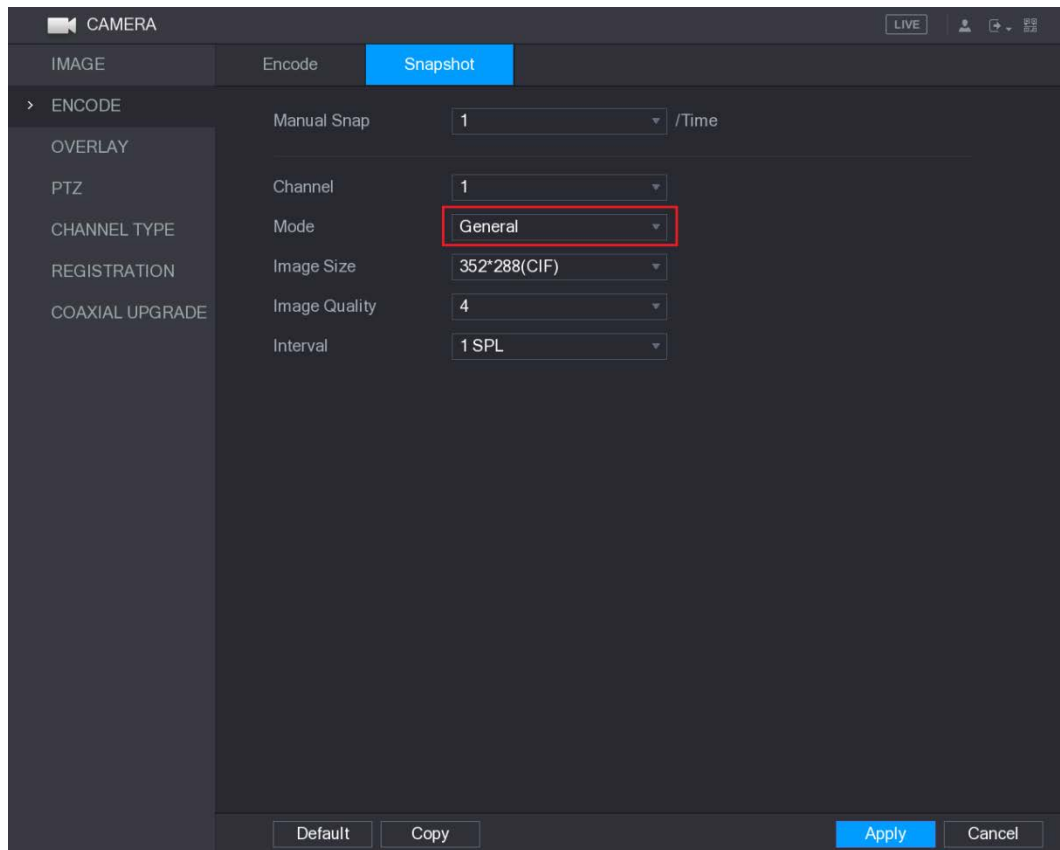 CAMERA LIVE
IMAGE
ENCODE
OVERLAY
PTZ
CHANNEL TYPE
REGISTRATION
COAXIAL UPGRADE
Encode Snapshot
Manual Snap 1 /Time
Channel 1
Mode General
Image Size 352*288(CIF)
Image Quality 4
Interval 1 SPL
Default Copy Apply Cancel